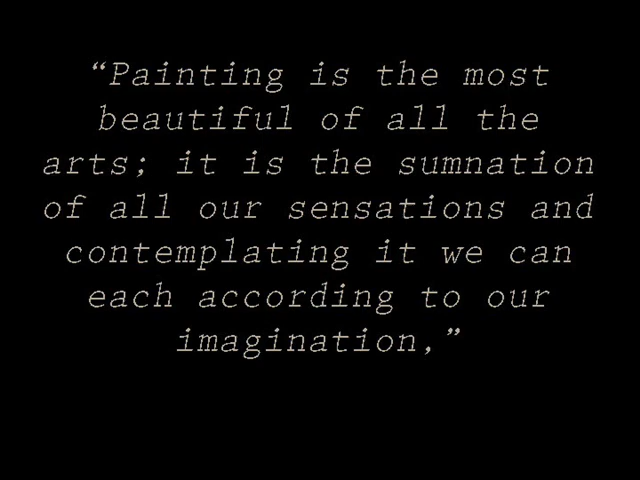 “Painting is the most
beautiful of all the
arts; it is the sumnation
of all our sensations and
contemplating it we can
each according to our
imagination,”